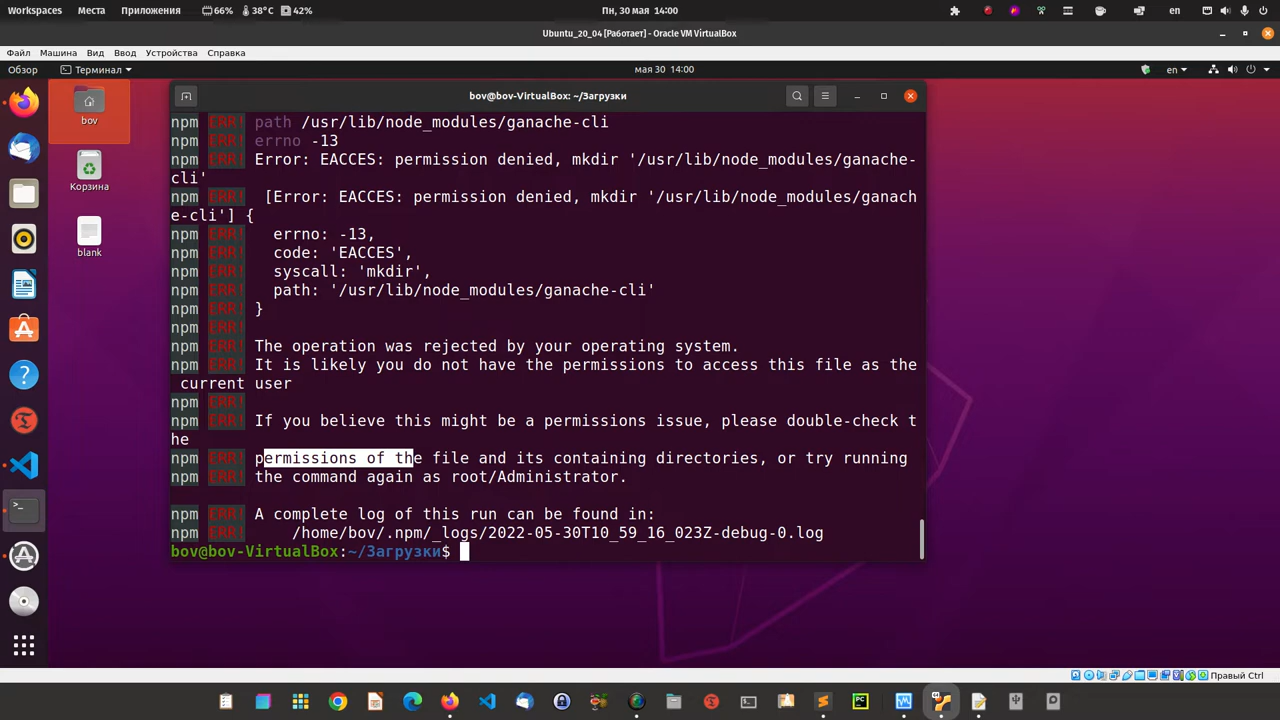 Workspaces Места Приложения 66% 38°C 42% Пн, 30 мая 14:00 en
Ubuntu_20_04 [Работает] - Oracle VM VirtualBox
Файл Машина Вид Ввод Устройства Справка
Обзор Терминал мая 30 14:00 en
bov@bov-VirtualBox: ~/Загрузки
bov
Корзина
blank
npm ERR! path /usr/lib/node_modules/ganache-cli
npm ERR! errno -13
npm ERR! Error: EACCES: permission denied, mkdir '/usr/lib/node_modules/ganache-
cli'
npm ERR!  [Error: EACCES: permission denied, mkdir '/usr/lib/node_modules/ganach
e-cli'] {
npm ERR!   errno: -13,
npm ERR!   code: 'EACCES',
npm ERR!   syscall: 'mkdir',
npm ERR!   path: '/usr/lib/node_modules/ganache-cli'
npm ERR! }
npm ERR!
npm ERR! The operation was rejected by your operating system.
npm ERR! It is likely you do not have the permissions to access this file as the
 current user
npm ERR!
npm ERR! If you believe this might be a permissions issue, please double-check t
he
npm ERR! permissions of the file and its containing directories, or try running
npm ERR! the command again as root/Administrator.
npm ERR! A complete log of this run can be found in:
npm ERR!     /home/bov/.npm/_logs/2022-05-30T10_59_16_023Z-debug-0.log
bov@bov-VirtualBox:~/Загрузки$
Правый Ctrl